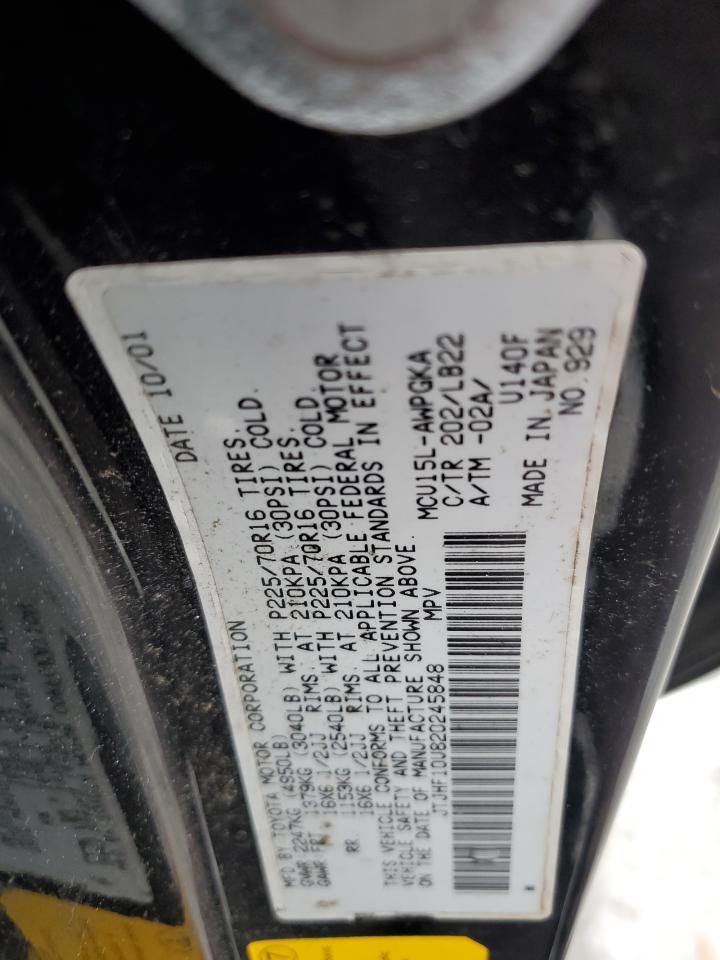 MFD BY TOYOTA MOTOR CORPORATION DATE 10/01
GVWR 2247KG (4950LB)
GAWR FRT 1379KG (3040LB) WITH P225/70R16 TIRES.
16X6 1/2JJ RIMS. AT 210KPA (30PSI) COLD.
RR 1153KG (2540LB) WITH P225/70R16 TIRES.
16X6 1/2JJ RIMS. AT 210KPA (30PSI) COLD.
THIS VEHICLE CONFORMS TO ALL APPLICABLE FEDERAL MOTOR
VEHICLE SAFETY AND THEFT PREVENTION STANDARDS IN EFFECT
ON THE DATE OF MANUFACTURE SHOWN ABOVE.
JTJHF10U820245848 MPV
MCU15L-AWPGKA
C/TR 202/LB22
A/TM -02A/ U140F
MADE IN JAPAN
NO.929